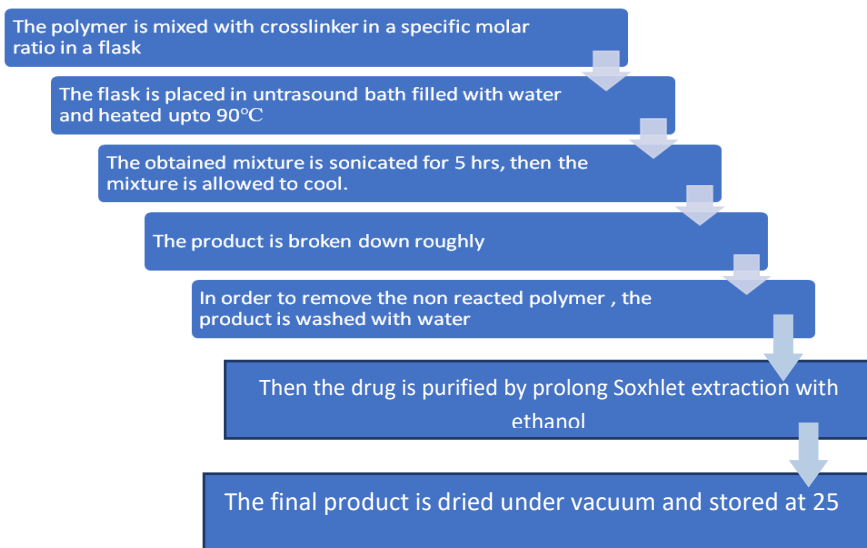 The polymer is mixed with crosslinker in a specific molar
ratio in a flask
The flask is placed in untrasound bath filled with water
and heated upto 90℃
The obtained mixture is sonicated for 5 hrs, then the
mixture is allowed to cool.
The product is broken down roughly
In order to remove the non reacted polymer , the
product is washed with water
Then the drug is purified by prolong Soxhlet extraction with
ethanol
The final product is dried under vacuum and stored at 25